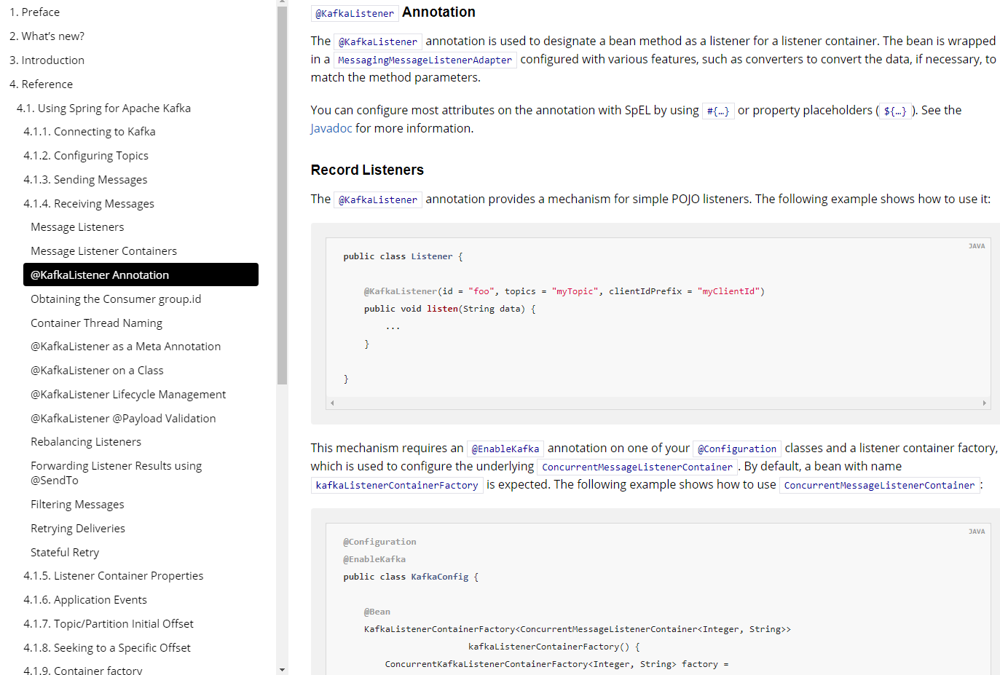 1. Preface
2. What's new?
3. Introduction
4. Reference
4.1. Using Spring for Apache Kafka
4.1.1. Connecting to Kafka
4.1.2. Configuring Topics
4.1.3. Sending Messages
4.1.4. Receiving Messages
Message Listeners
Message Listener Containers
@KafkaListener Annotation
Obtaining the Consumer group.id
Container Thread Naming
@KafkaListener as a Meta Annotation
@KafkaListener on a Class
@KafkaListener Lifecycle Management
@KafkaListener @Payload Validation
Rebalancing Listeners
Forwarding Listener Results using
@SendTo
Filtering Messages
Retrying Deliveries
Stateful Retry
4.1.5. Listener Container Properties
4.1.6. Application Events
4.1.7. Topic/Partition Initial Offset
4.1.8. Seeking to a Specific Offset
4.1.9. Container factory
@KafkaListener Annotation
The @KafkaListener annotation is used to designate a bean method as a listener for a listener container. The bean is wrapped
in a MessagingMessageListenerAdapter configured with various features, such as converters to convert the data, if necessary, to
match the method parameters.
You can configure most attributes on the annotation with SpEL by using #{…} or property placeholders (${…}). See the
Javadoc for more information.
Record Listeners
The @KafkaListener annotation provides a mechanism for simple POJO listeners. The following example shows how to use it:
JAVA
public class Listener {
@KafkaListener(id = "foo", topics = "myTopic", clientIdPrefix = "myClientId")
public void listen(String data) {
...
}
}
This mechanism requires an @EnableKafka annotation on one of your @Configuration classes and a listener container factory,
which is used to configure the underlying ConcurrentMessageListenerContainer. By default, a bean with name
kafkaListenerContainerFactory is expected. The following example shows how to use ConcurrentMessageListenerContainer:
JAVA
@Configuration
@EnableKafka
public class KafkaConfig {
@Bean
KafkaListenerContainerFactory<ConcurrentMessageListenerContainer<Integer, String>>
kafkaListenerContainerFactory() {
ConcurrentKafkaListenerContainerFactory<Integer, String> factory =